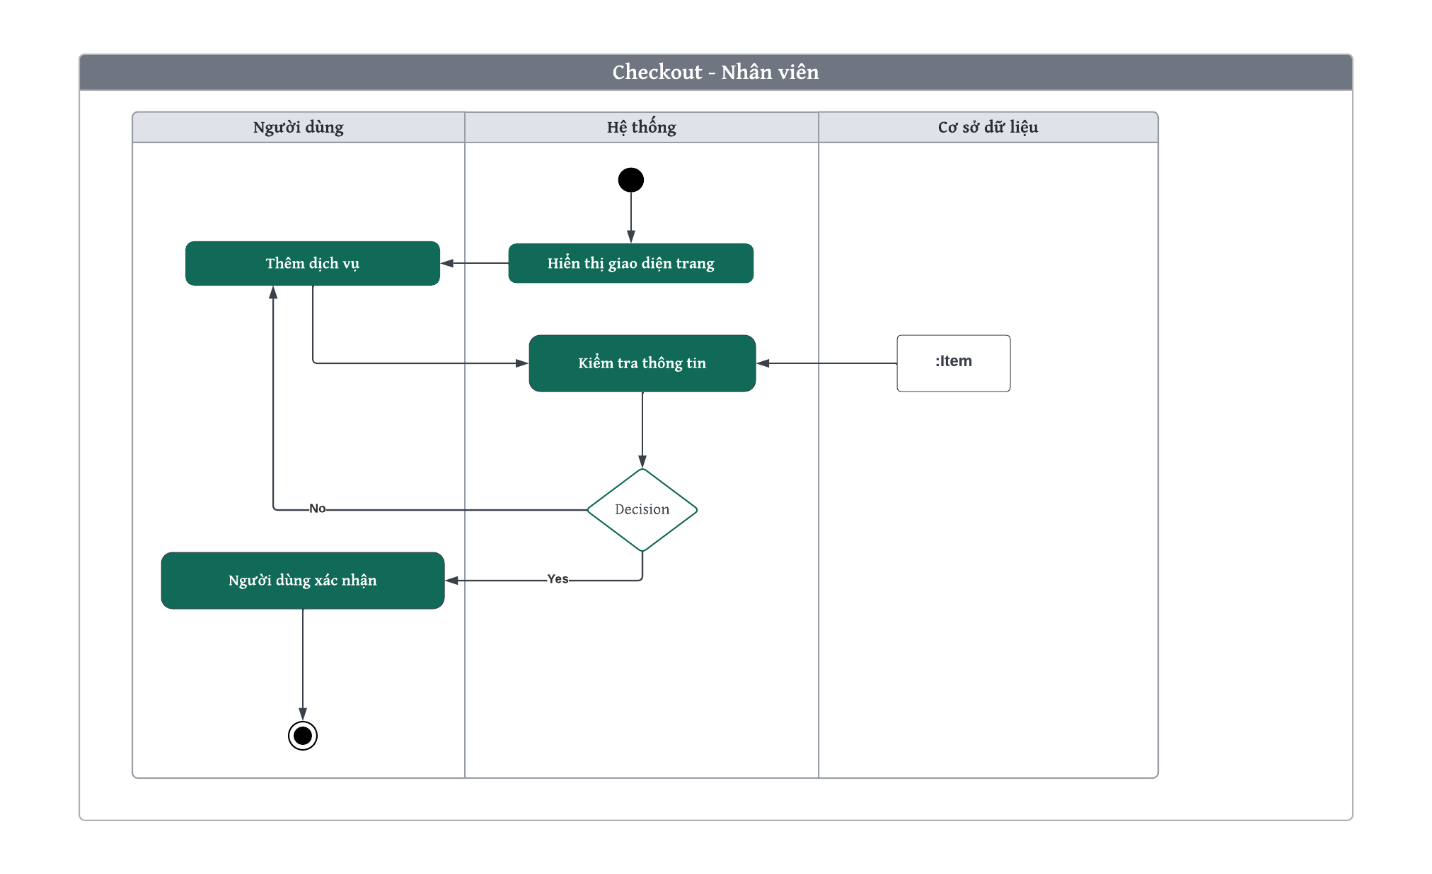 Checkout - Nhân viên
Người dùng
Hệ thống
Cơ sở dữ liệu
Thêm dịch vụ
Hiển thị giao diện trang
Kiểm tra thông tin
:Item
Decision
No
Người dùng xác nhận
Yes